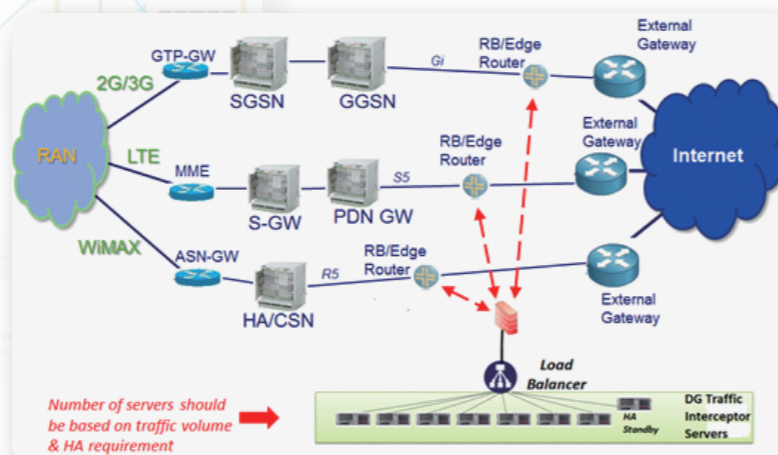 External
Gateway
RB/Edge
Router
GTP-GW
Gi
2G/3G
SGSN
GGSN
External
Gateway
RB/Edge
Router
RAN
LTE
MME
S5
Internet
S-GW
PDN GW
WiMAX
ASN-GW
RB/Edge
Router
R5
HA/CSN
External
Gateway
Load
Balancer
Number of servers should
be based on traffic volume
& HA requirement
HA
Standby
DG Traffic
Interceptor
Servers